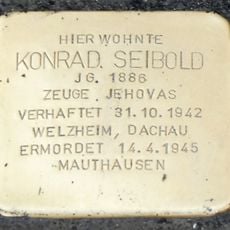 HIER WOHNTE
KONRAD SEIBOLD
JG. 1886
ZEUGE JEHOVAS
VERHAFTET 31.10.1942
WELZHEIM, DACHAU
ERMORDET 14.4.1945
MAUTHAUSEN